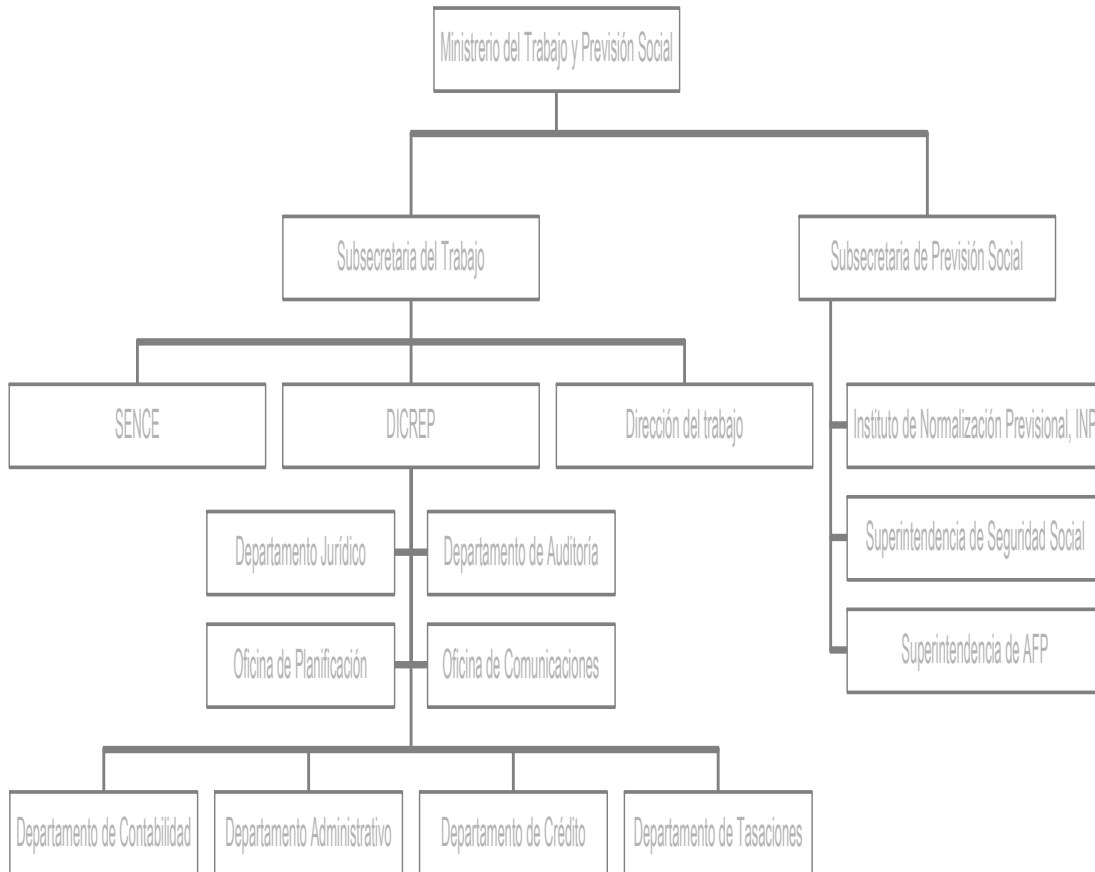 Ministrerio del Trabajo y Previsión Social
Subsecretaria del Trabajo
Subsecretaria de Previsión Social
SENCE
DICREP
Dirección del trabajo
Instituto de Normalización Previsional, INP
Departamento Jurídico
Departamento de Auditoría
Superintendencia de Seguridad Social
Oficina de Planificación
Oficina de Comunicaciones
Superintendencia de AFP
Departamento de Contabilidad
Departamento Administrativo
Departamento de Crédito
Departamento de Tasaciones